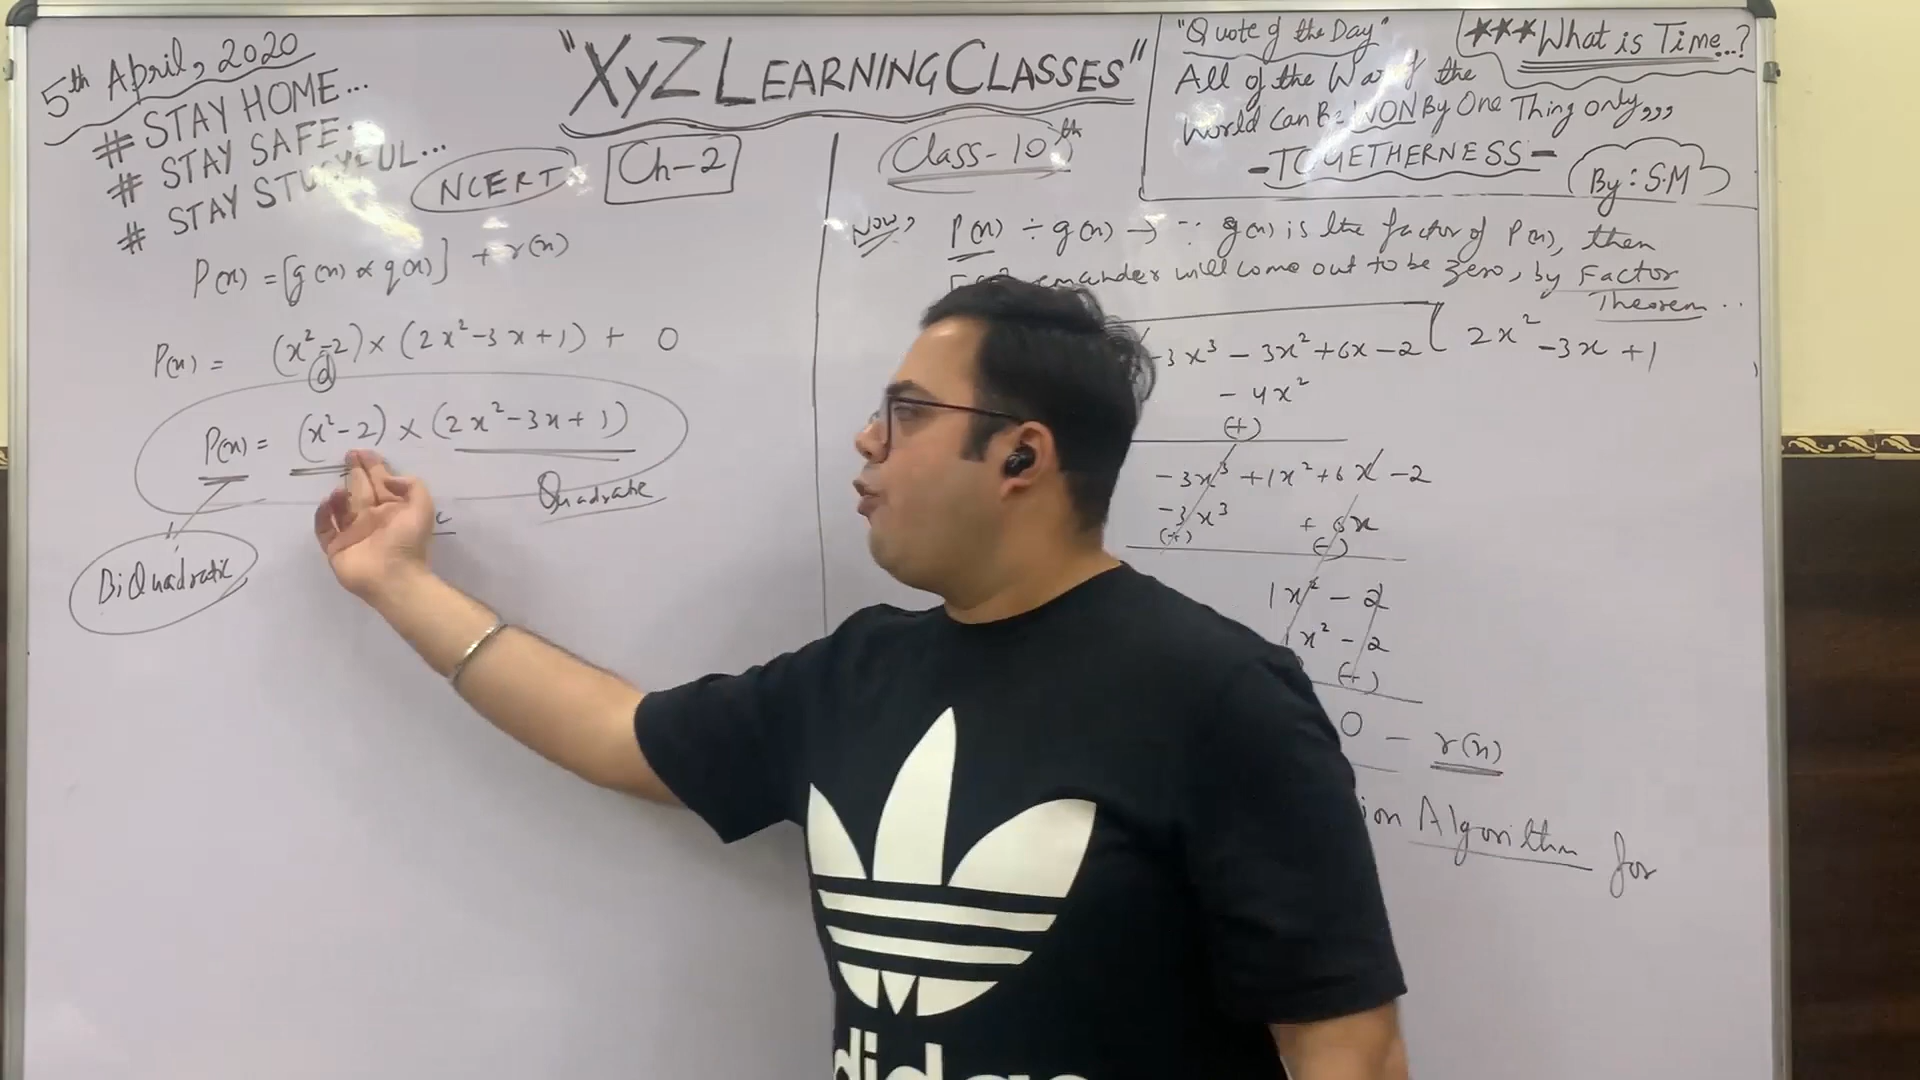 5th April, 2020
# STAY HOME...
# STAY SAFE...
# STAY STUDYFUL...
"XyZ LEARNING CLASSES"
"Quote of the Day"
All of the War of the
World Can Be WON By One Thing only,,,
- TOGETHERNESS -
By: S.M
***What is Time...?
NCERT
Ch-2
Class-10th
P(x) = [g(x) × q(x)] + r(x)
P(x) = (x²-2) × (2x²-3x+1) + 0
P(x) = (x²-2) × (2x²-3x+1)
Quadratic
BiQuadratic
Now, P(x) ÷ g(x) → ∵ g(x) is the factor of P(x), then
remainder will come out to be zero, by Factor
Theorem..
-3x³ - 3x² + 6x - 2
2x² - 3x + 1
- 4x²
(+)
-3x³ + 1x² + 6x - 2
-3x³ + 6x
(+) (-)
1x² - 2
1x² - 2
(+)
0 - r(x)
Algorithm for
adidas